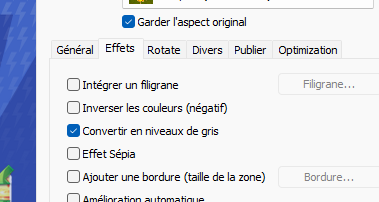 Garder l'aspect original
Général Effets Rotate Divers Publier Optimization
Intégrer un filigrane Filigrane...
Inverser les couleurs (négatif)
Convertir en niveaux de gris
Effet Sépia
Ajouter une bordure (taille de la zone) Bordure...
Amélioration automatique